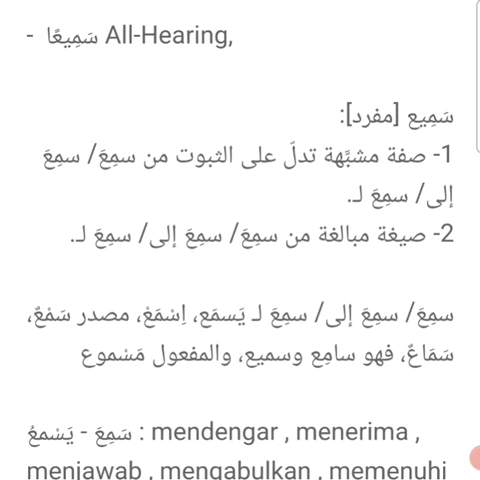 - سَمِيعًا All-Hearing,
سَمِيع [مفرد]:
1- صفة مشبَّهة تدلّ على الثبوت من سمِعَ/ سمِعَ
إلى/ سمِعَ لـ.
2- صيغة مبالغة من سمِعَ/ سمِعَ إلى/ سمِعَ لـ.
سمِعَ/ سمِعَ إلى/ سمِعَ لـ يَسمَع، اِسْمَعْ، مصدر سَمْعٌ،
سَمَاعٌ، فهو سامِع وسميع، والمفعول مَسْموع
سَمِعَ - يَسْمعُ : mendengar , menerima ,
menjawab , mengabulkan , memenuhi